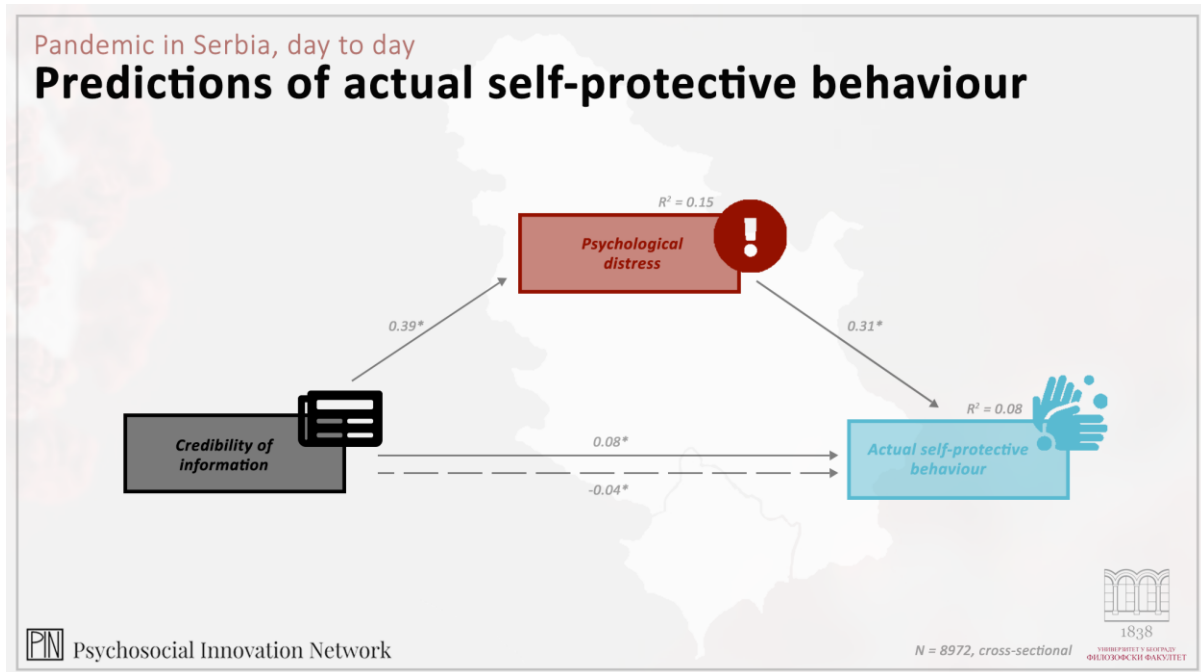 Pandemic in Serbia, day to day
Predictions of actual self-protective behaviour
R² = 0.15
Psychological
distress
0.39*
0.31*
R² = 0.08
Credibility of
information
0.08*
Actual self-protective
behaviour
-0.04*
1838
PIN Psychosocial Innovation Network
N = 8972, cross-sectional
УНИВЕРЗИТЕТ У БЕОГРАДУ
ФИЛОЗОФСКИ ФАКУЛТЕТ